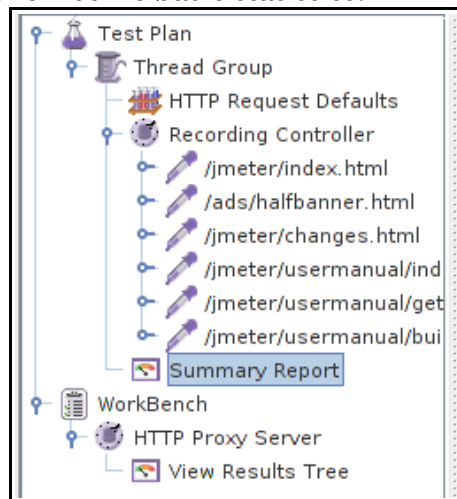 Test Plan
Thread Group
HTTP Request Defaults
Recording Controller
/jmeter/index.html
/ads/halfbanner.html
/jmeter/changes.html
/jmeter/usermanual/ind
/jmeter/usermanual/get
/jmeter/usermanual/bui
Summary Report
WorkBench
HTTP Proxy Server
View Results Tree